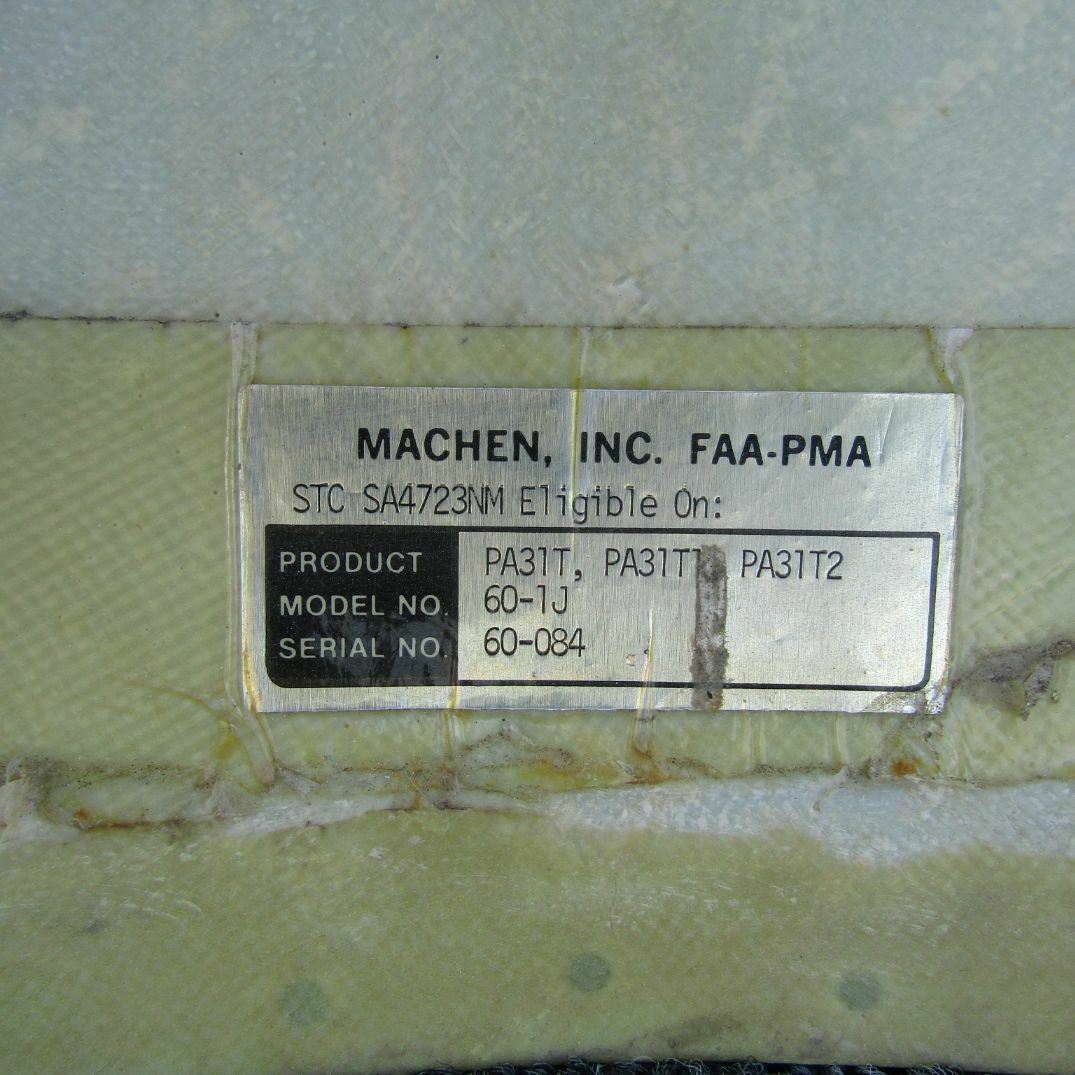 MACHEN, INC. FAA-PMA
STC SA4723NM Eligible On:
PRODUCT PA31T, PA31T1, PA31T2
MODEL NO. 60-1J
SERIAL NO. 60-084